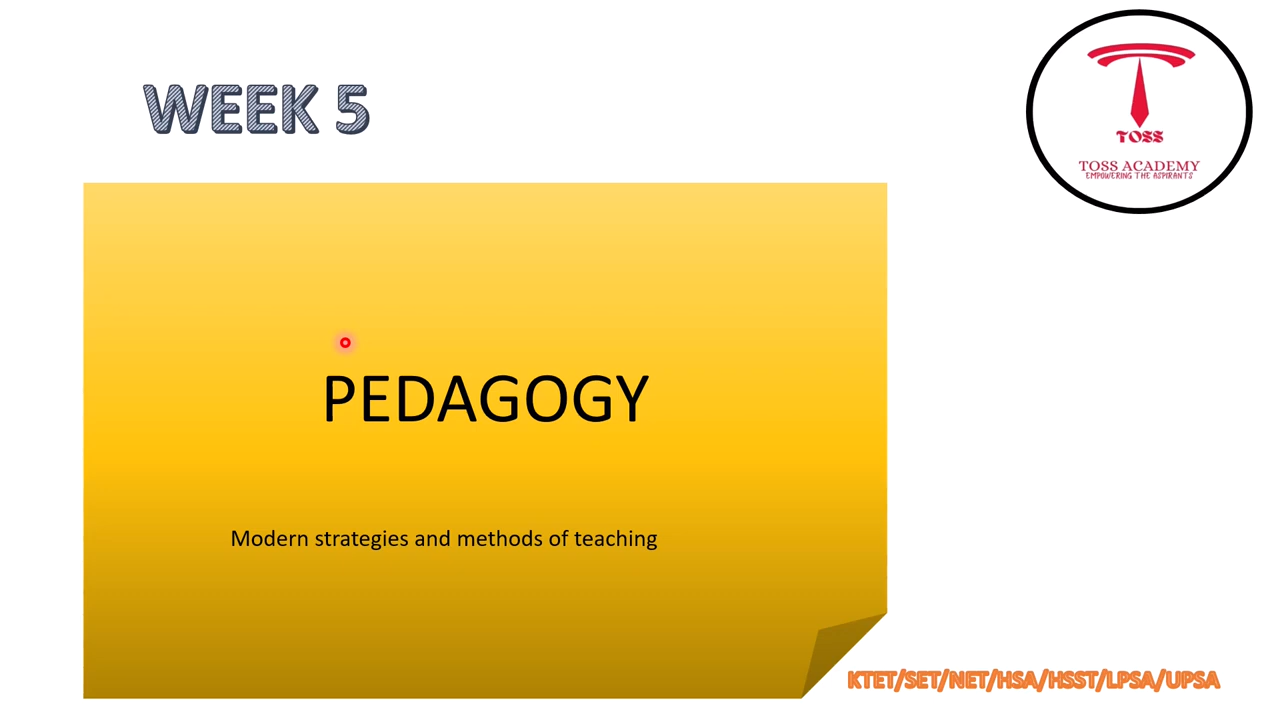 WEEK 5
TOSS
TOSS ACADEMY
EMPOWERING THE ASPIRANTS
PEDAGOGY
Modern strategies and methods of teaching
KTET/SET/NET/HSA/HSST/LPSA/UPSA